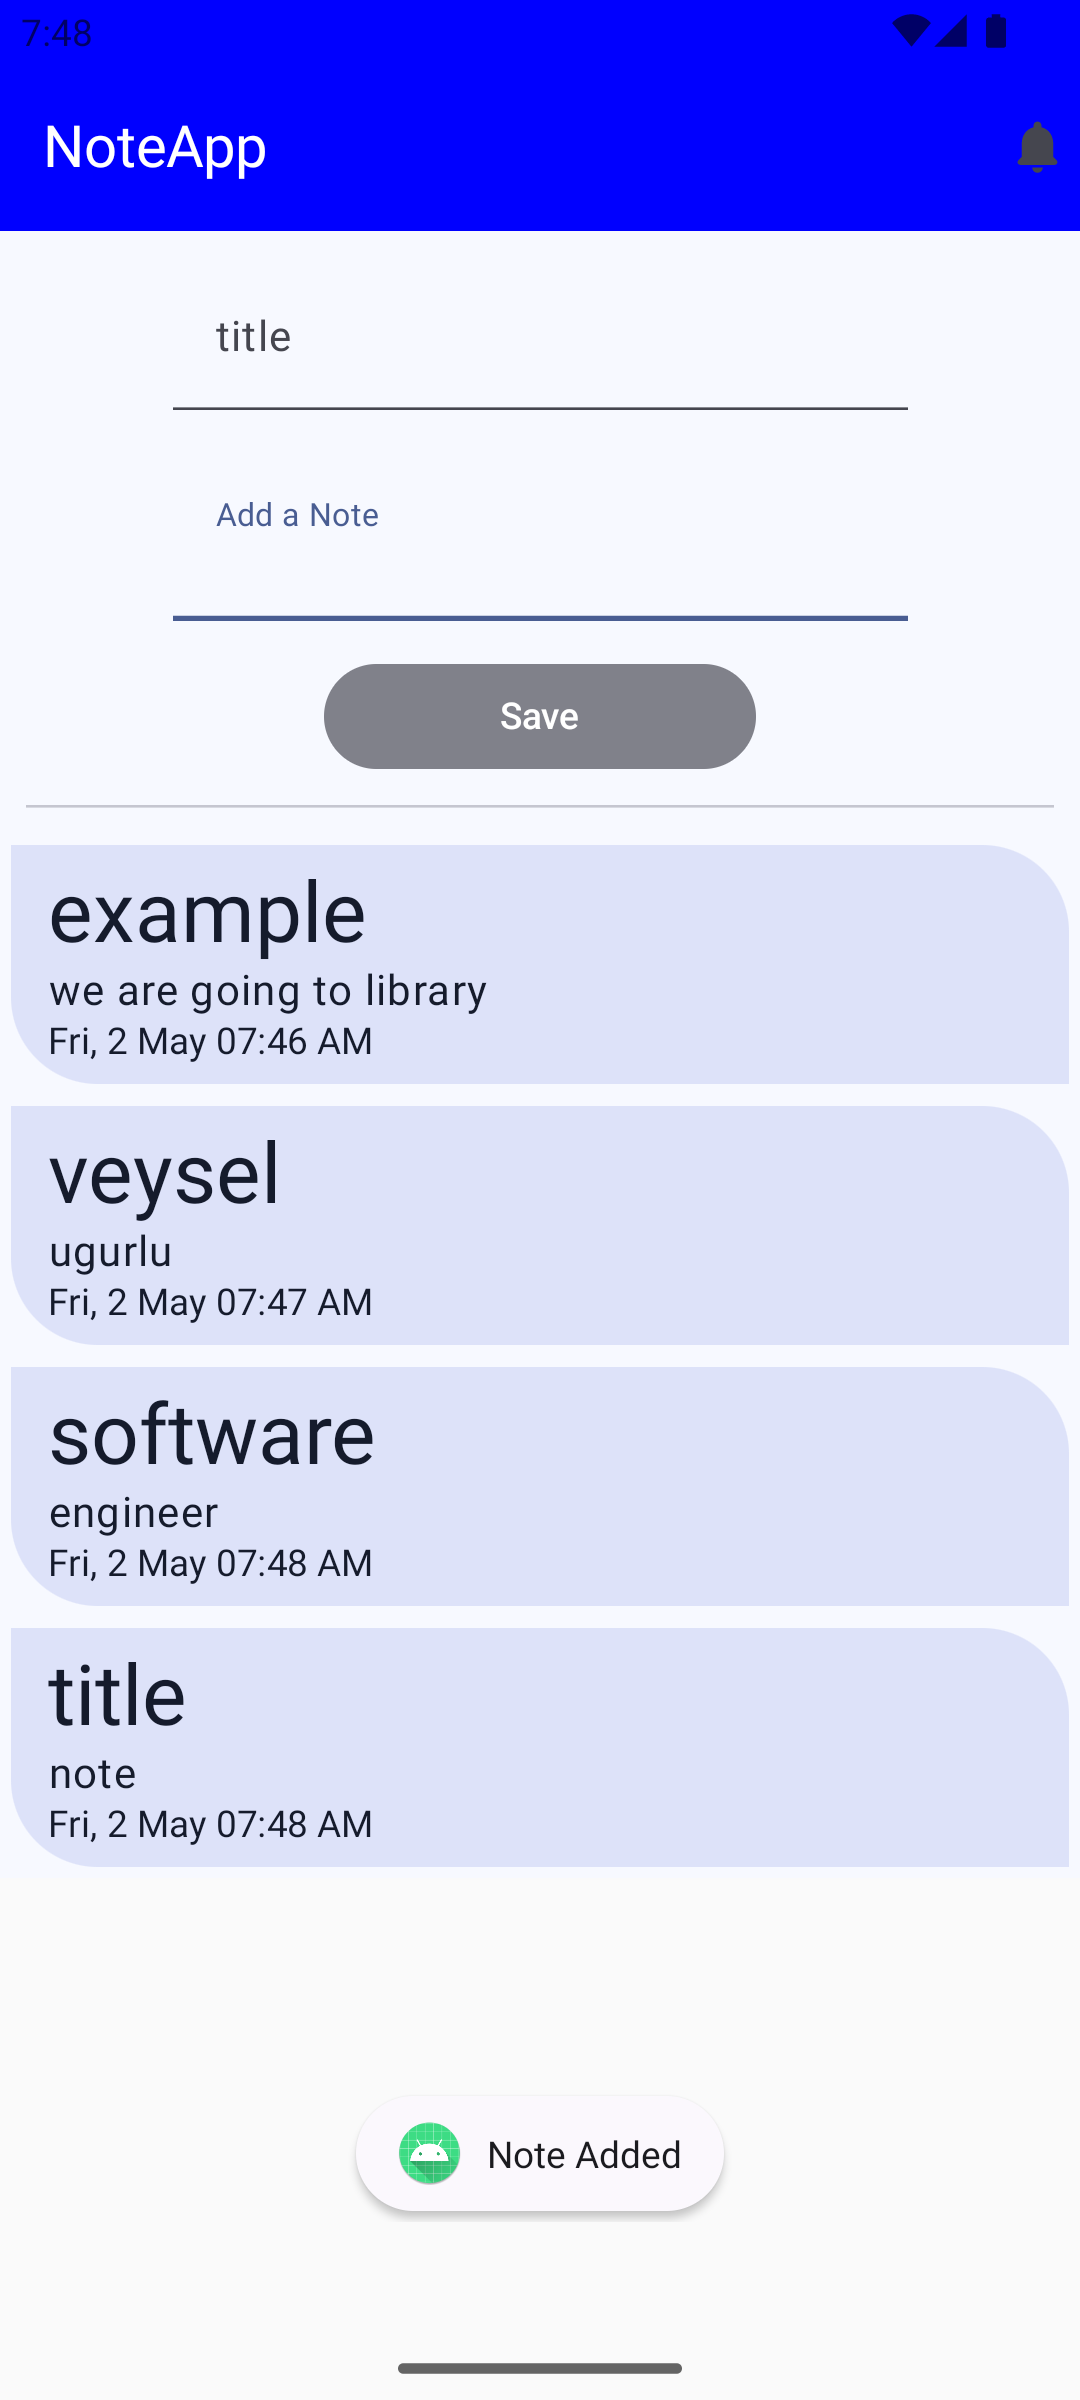 7:48
NoteApp
title
Add a Note
Save
example
we are going to library
Fri, 2 May 07:46 AM
veysel
ugurlu
Fri, 2 May 07:47 AM
software
engineer
Fri, 2 May 07:48 AM
title
note
Fri, 2 May 07:48 AM
Note Added